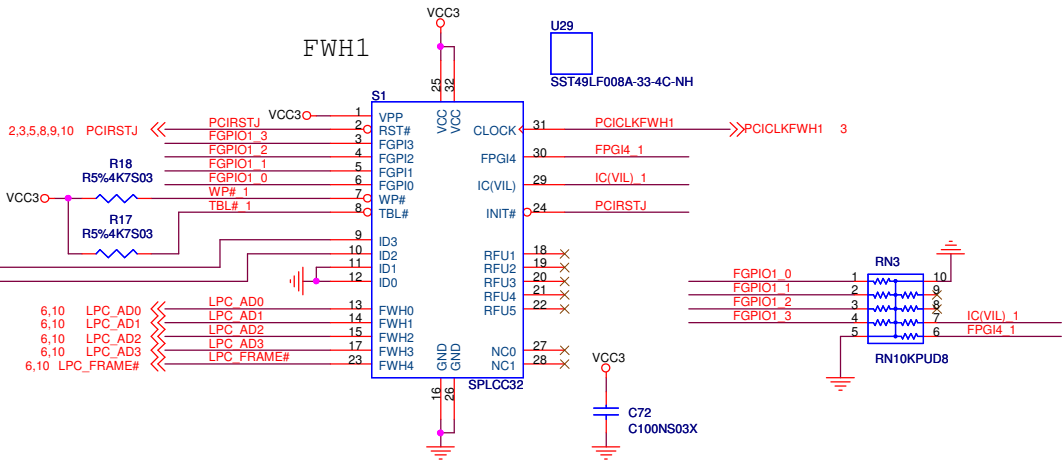 VCC3
FWH1
U29
SST49LF008A-33-4C-NH
S1
25
32
VCC
VCC
VCC3
1
VPP
2,3,5,8,9,10 PCIRSTJ
PCIRSTJ
2
RST#
FGPIO1_3
3
FGPI3
FGPIO1_2
4
FGPI2
FGPIO1_1
5
FGPI1
FGPIO1_0
6
FGPI0
R18
R5%4K7S03
VCC3
WP#_1
7
WP#
TBL#_1
8
TBL#
R17
R5%4K7S03
9
ID3
10
ID2
11
ID1
12
ID0
6,10 LPC_AD0
LPC_AD0
13
FWH0
6,10 LPC_AD1
LPC_AD1
14
FWH1
6,10 LPC_AD2
LPC_AD2
15
FWH2
6,10 LPC_AD3
LPC_AD3
17
FWH3
6,10 LPC_FRAME#
LPC_FRAME#
23
FWH4
CLOCK
31
PCICLKFWH1
PCICLKFWH1 3
FPGI4
30
FPGI4_1
IC(VIL)
29
IC(VIL)_1
INIT#
24
PCIRSTJ
RFU1
18
RFU2
19
RFU3
20
RFU4
21
RFU5
22
NC0
27
NC1
28
GND
GND
16
26
SPLCC32
VCC3
C72
C100NS03X
RN3
FGPIO1_0
1
10
FGPIO1_1
2
9
FGPIO1_2
3
8
FGPIO1_3
4
7
IC(VIL)_1
5
6
FPGI4_1
RN10KPUD8